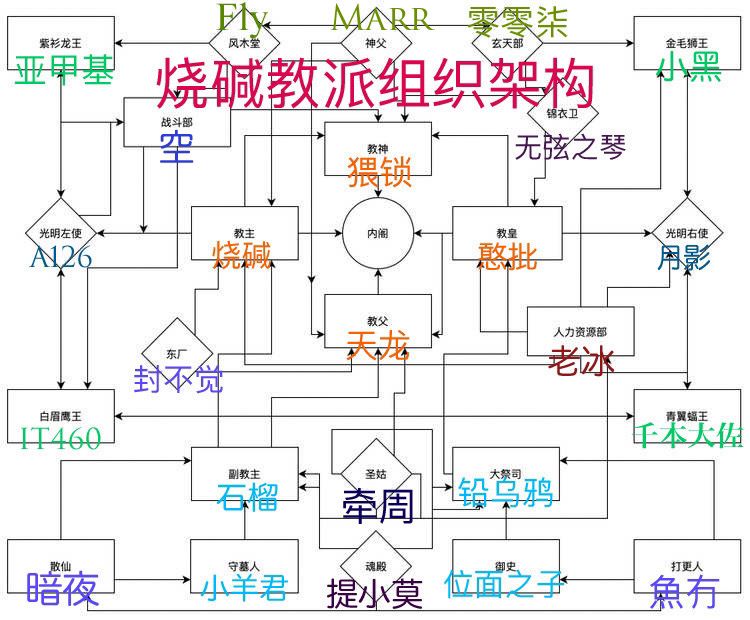 Fly
MARR
零零柒
紫衫龙王
风木堂
神父
玄天部
金毛狮王
亚甲基
小黑
烧碱教派组织架构
战斗部
空
锦衣卫
无弦之琴
教神
猥锁
光明左使
A126
教主
烧碱
内阁
教皇
憨批
光明右使
月影
教父
天龙
人力资源部
老冰
东厂
封不觉
白眉鹰王
IT460
青翼蝠王
千本大佐
副教主
石榴
圣姑
牵周
大祭司
铅乌鸦
散仙
暗夜
守墓人
小羊君
魂殿
提小莫
御史
位面之子
打更人
魚冇